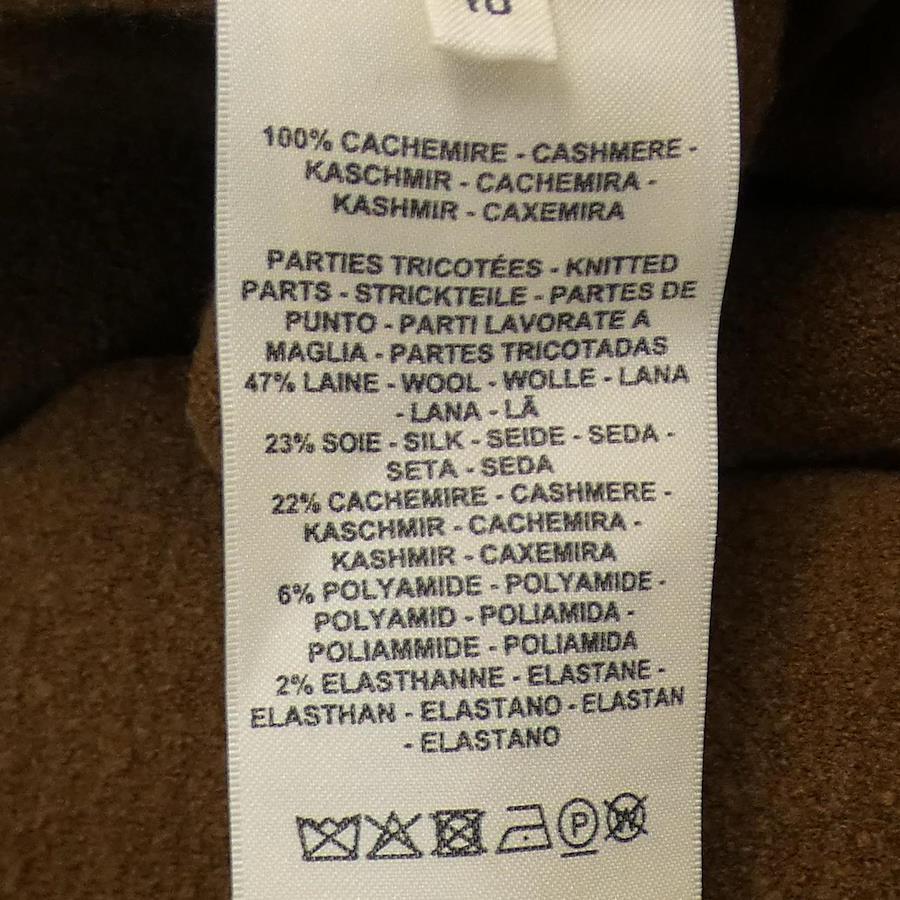 100% CACHEMIRE - CASHMERE -
KASCHMIR - CACHEMIRA -
KASHMIR - CAXEMIRA
PARTIES TRICOTÉES - KNITTED
PARTS - STRICKTEILE - PARTES DE
PUNTO - PARTI LAVORATE A
MAGLIA - PARTES TRICOTADAS
47% LAINE - WOOL - WOLLE - LANA
- LANA - LÃ
23% SOIE - SILK - SEIDE - SEDA -
SETA - SEDA
22% CACHEMIRE - CASHMERE -
KASCHMIR - CACHEMIRA -
KASHMIR - CAXEMIRA
6% POLYAMIDE - POLYAMIDE -
POLYAMID - POLIAMIDA -
POLIAMMIDE - POLIAMIDA
2% ELASTHANNE - ELASTANE -
ELASTHAN - ELASTANO - ELASTAN
- ELASTANO
P W